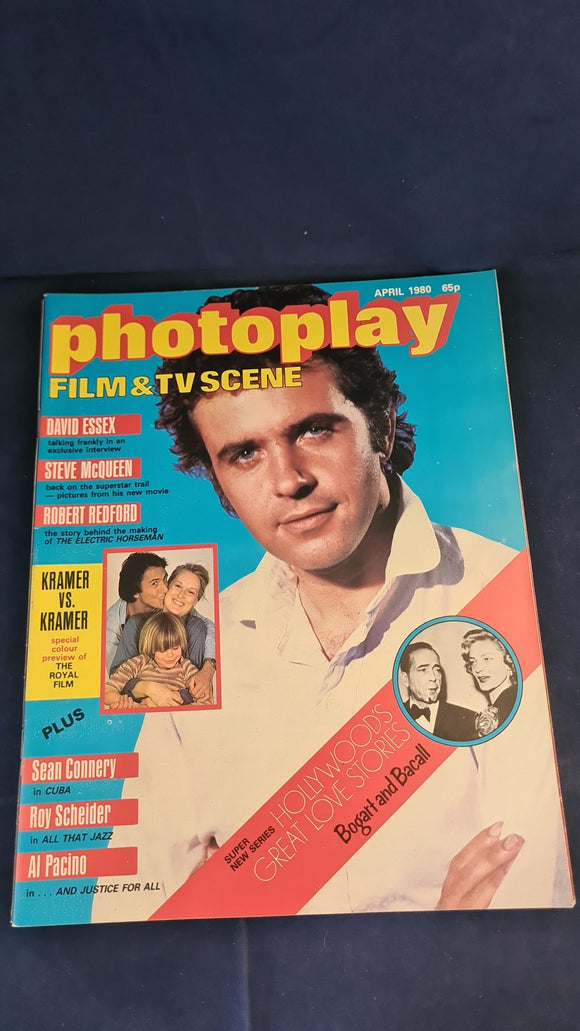 APRIL 1980 65p
photoplay
FILM & TV SCENE
DAVID ESSEX
talking frankly in an
exclusive interview
STEVE McQUEEN
back on the superstar trail
— pictures from his new movie
ROBERT REDFORD
the story behind the making
of THE ELECTRIC HORSEMAN
KRAMER
VS.
KRAMER
special
colour
preview of
THE
ROYAL
FILM
PLUS
Sean Connery
in CUBA
Roy Scheider
in ALL THAT JAZZ
Al Pacino
in . . . AND JUSTICE FOR ALL
SUPER
NEW SERIES
HOLLYWOOD'S
GREAT LOVE STORIES
Bogart and Bacall